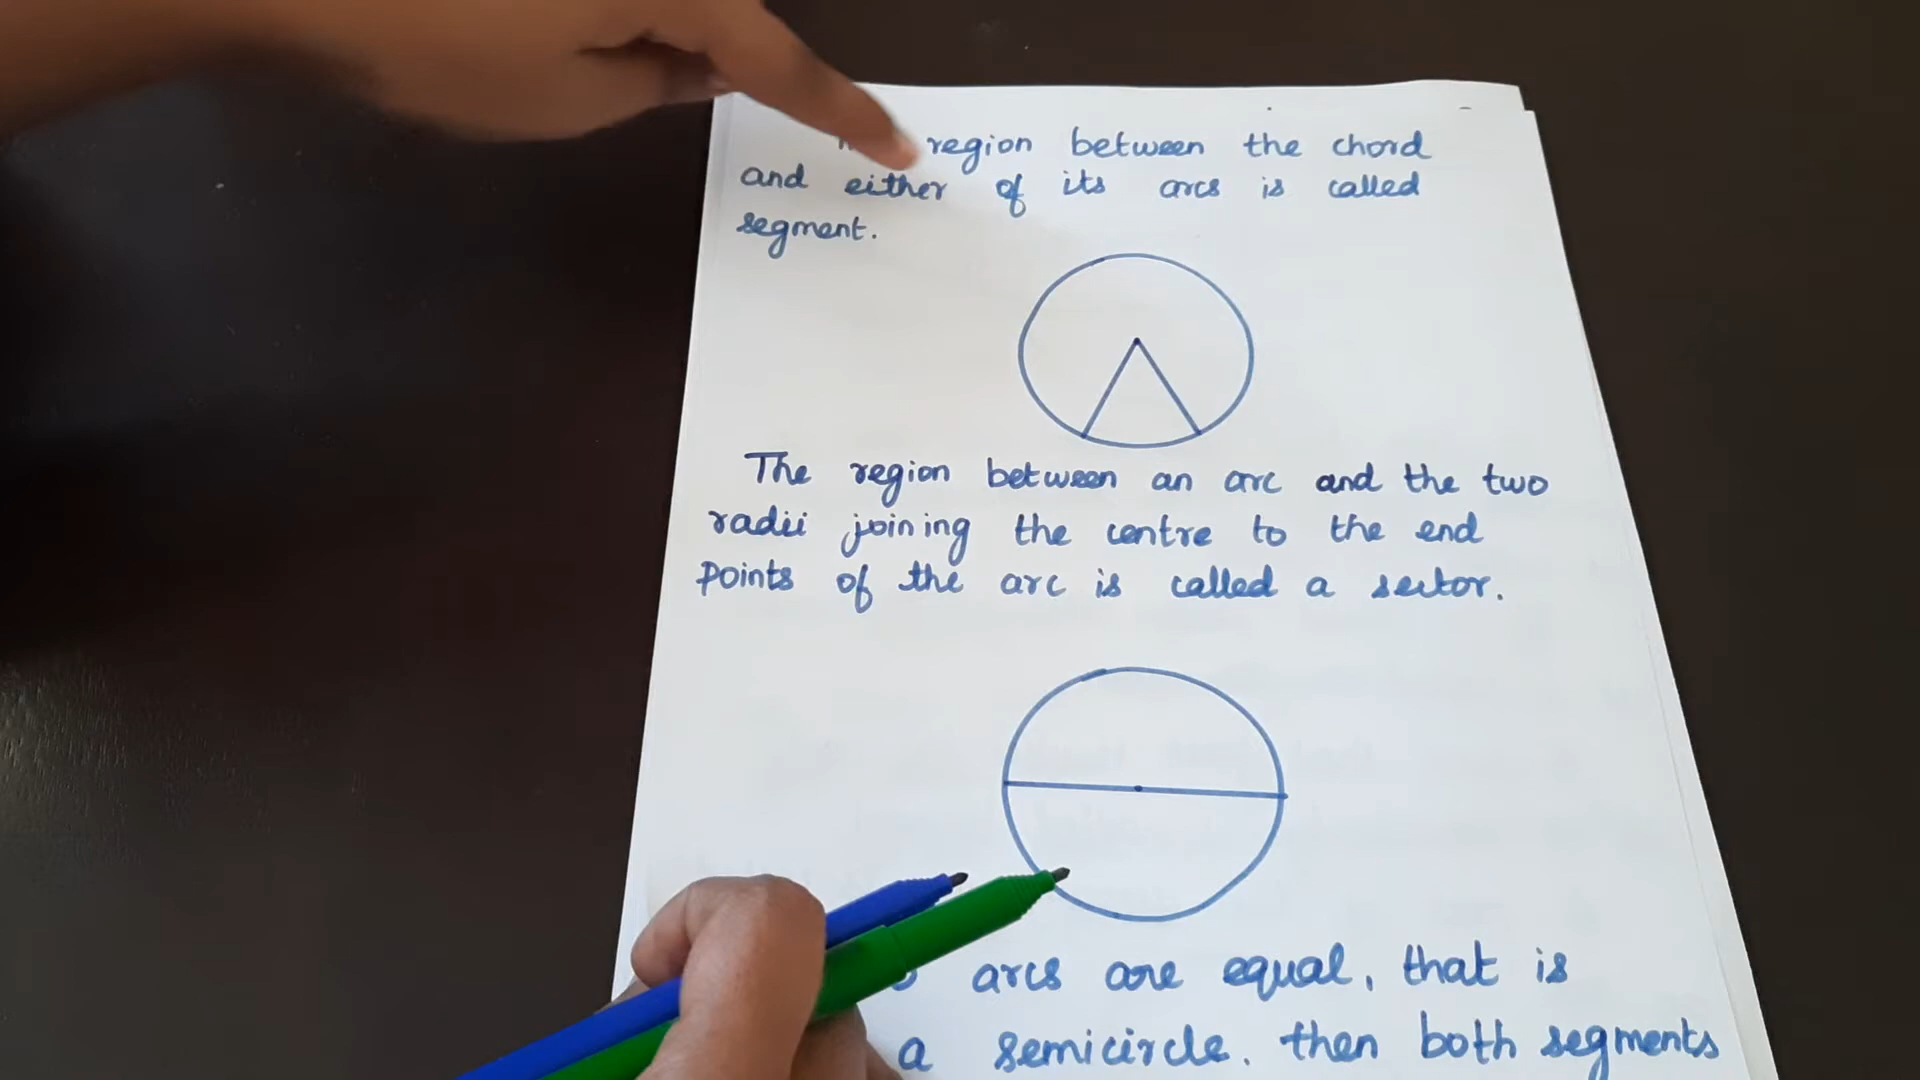 region between the chord
and either of its arcs is called
segment.
The region between an arc and the two
radii joining the centre to the end
points of the arc is called a sector.
arcs are equal, that is
a semicircle. then both segments